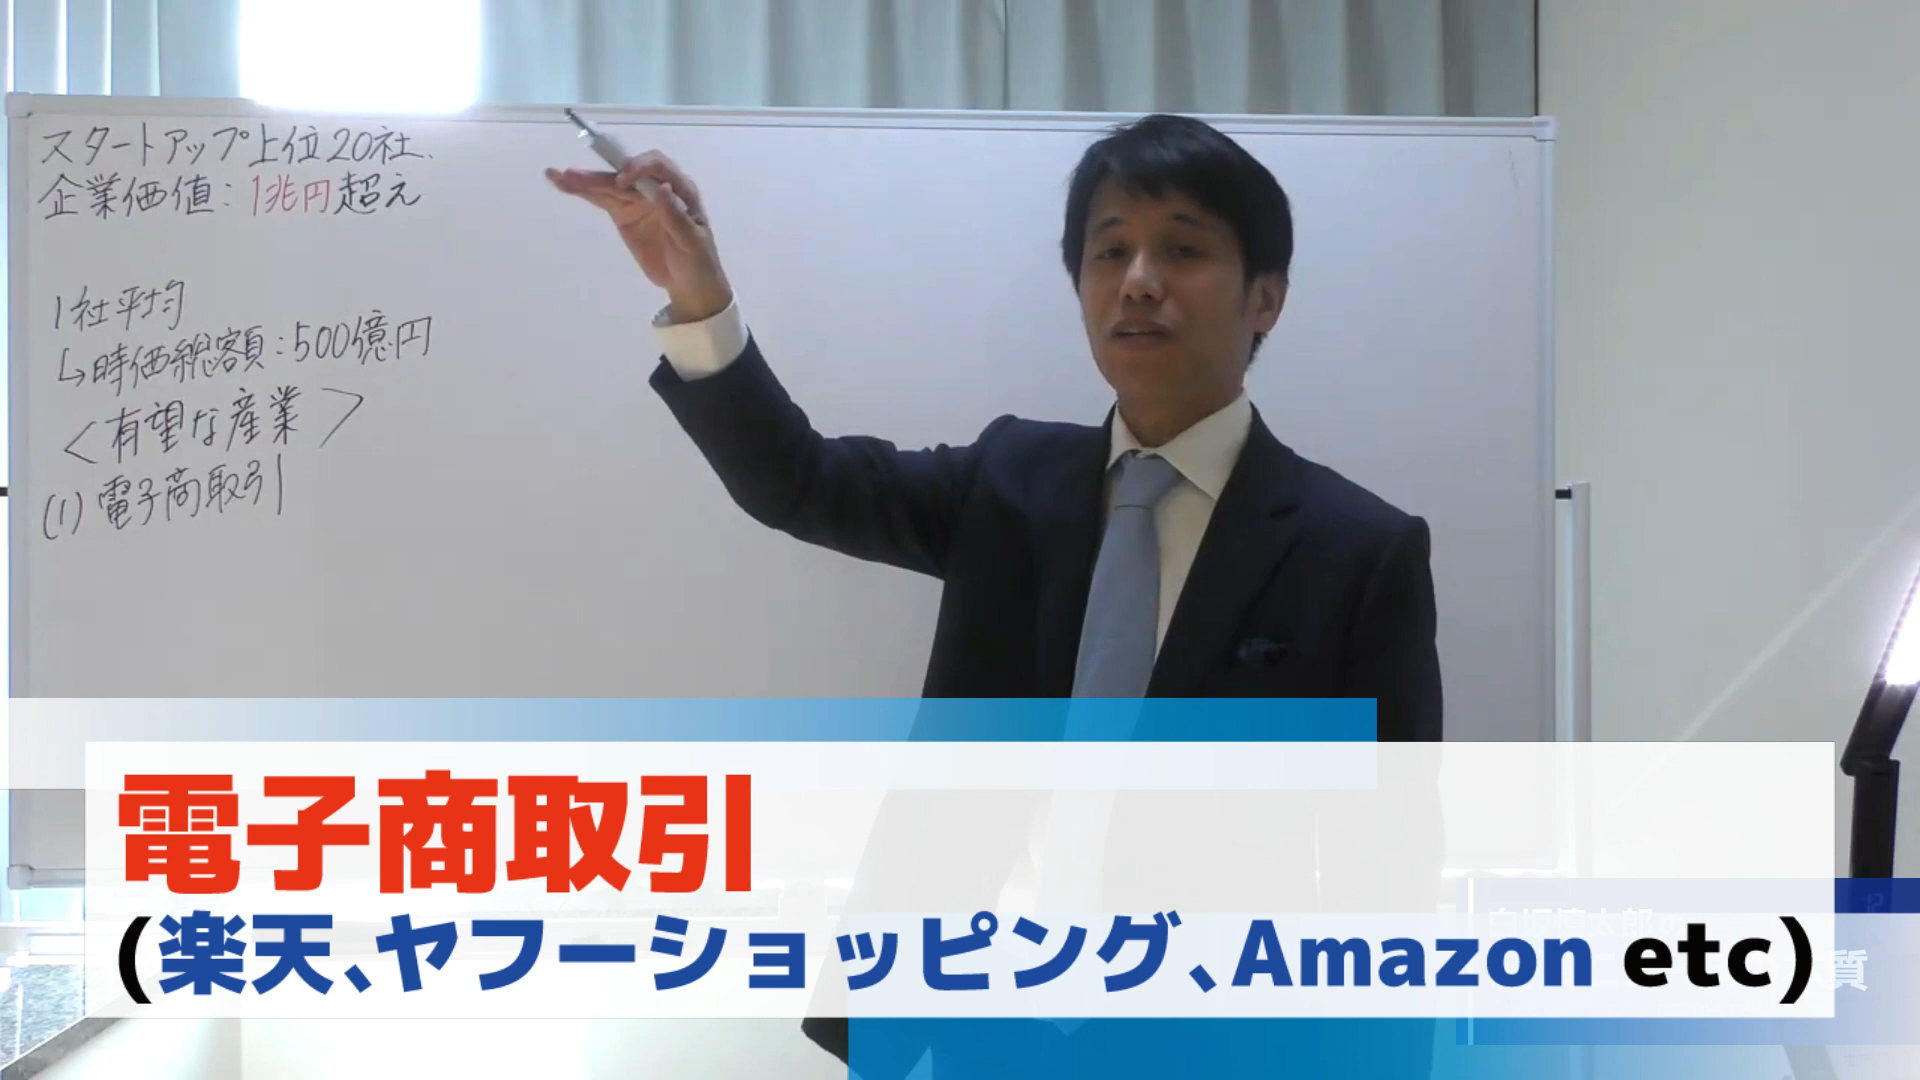 スタートアップ上位20社、
企業価値：1兆円超え
1社平均
↳時価総額：500億円
＜有望な産業＞
(1)電子商取引
電子商取引
(楽天、ヤフーショッピング、Amazon etc)
質